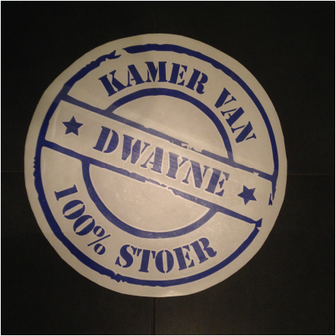 KAMER VAN
DWAYNE
100% STOER